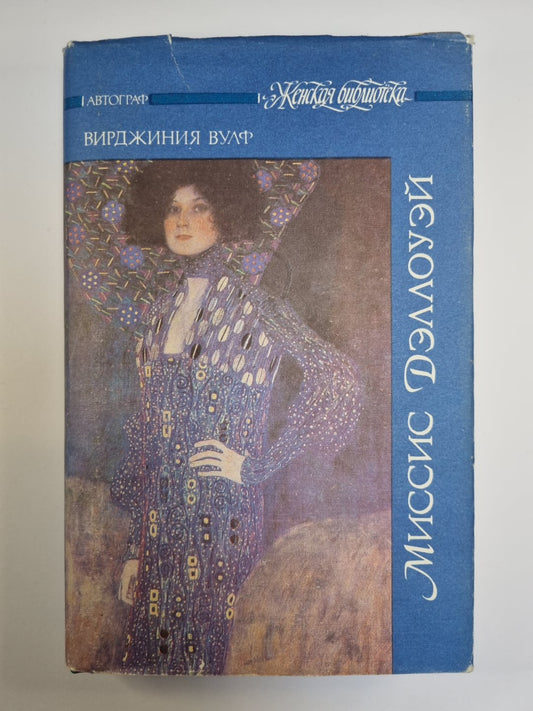 АВТОГРАФ
Женская библиотека
ВИРДЖИНИЯ ВУЛФ
МИССИС ДЭЛЛОУЭЙ